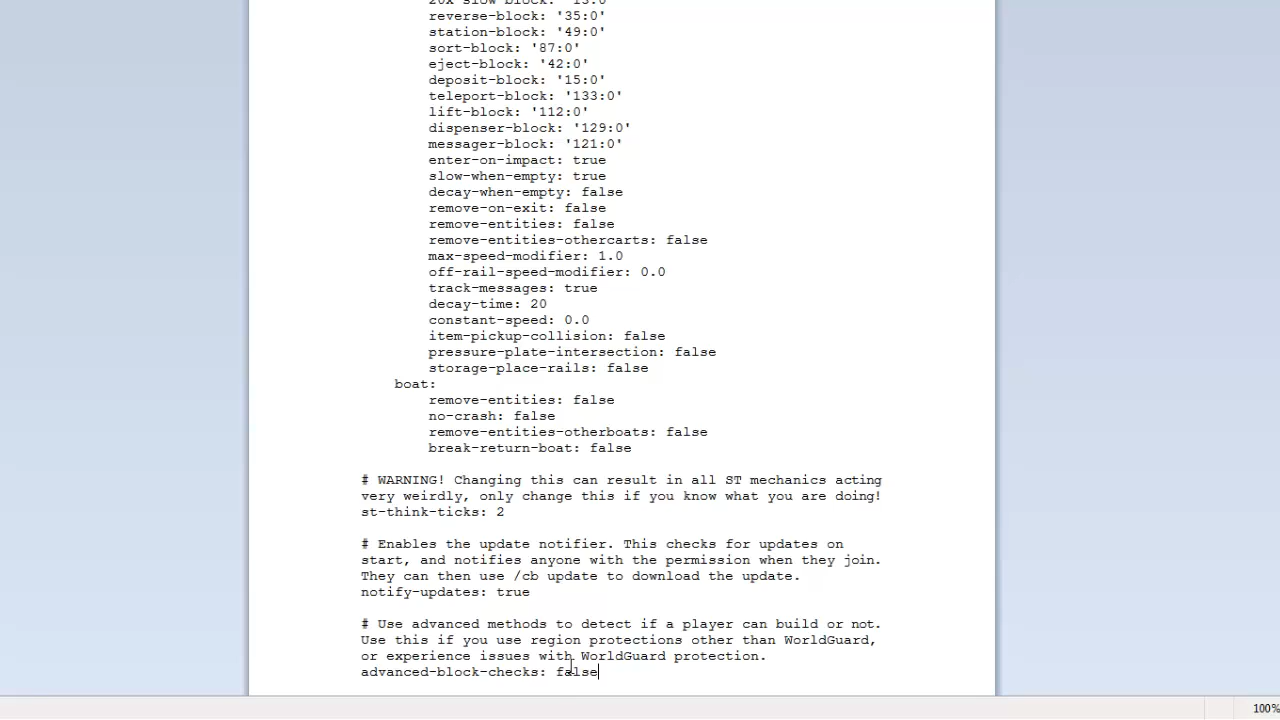 20x-slow-block: '13:0'
reverse-block: '35:0'
station-block: '49:0'
sort-block: '87:0'
eject-block: '42:0'
deposit-block: '15:0'
teleport-block: '133:0'
lift-block: '112:0'
dispenser-block: '129:0'
messager-block: '121:0'
enter-on-impact: true
slow-when-empty: true
decay-when-empty: false
remove-on-exit: false
remove-entities: false
remove-entities-othercarts: false
max-speed-modifier: 1.0
off-rail-speed-modifier: 0.0
track-messages: true
decay-time: 20
constant-speed: 0.0
item-pickup-collision: false
pressure-plate-intersection: false
storage-place-rails: false
boat:
remove-entities: false
no-crash: false
remove-entities-otherboats: false
break-return-boat: false
# WARNING! Changing this can result in all ST mechanics acting
very weirdly, only change this if you know what you are doing!
st-think-ticks: 2
# Enables the update notifier. This checks for updates on
start, and notifies anyone with the permission when they join.
They can then use /cb update to download the update.
notify-updates: true
# Use advanced methods to detect if a player can build or not.
Use this if you use region protections other than WorldGuard,
or experience issues with WorldGuard protection.
advanced-block-checks: false
100%